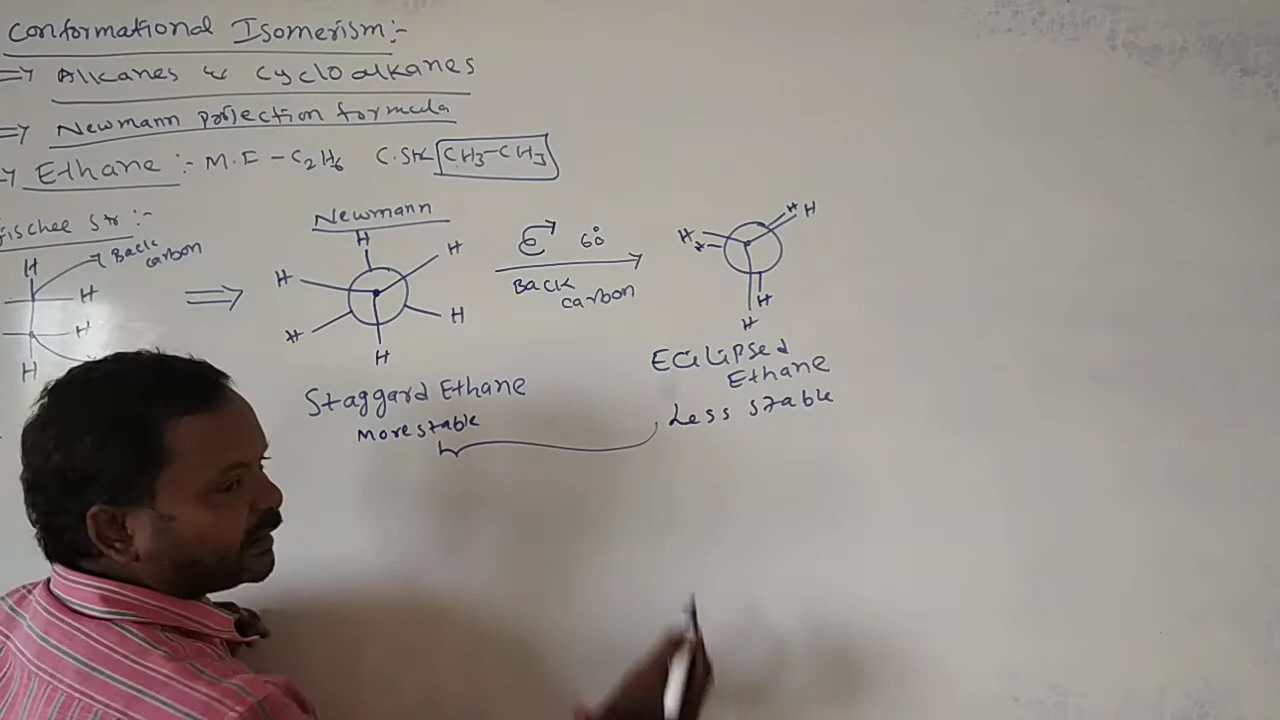 Conformational Isomerism:-
=> Alkanes & Cycloalkanes
=> Newmann projection formula
=> Ethane :- M.F - C2H6 C.Str CH3-CH3
Fischer Str :-
Back carbon
H
H
H
H
=>
Newmann
H
H
H
H
H
H
60°
Back carbon
H
H
H
H
H
H
Staggard Ethane
More stable
Eclipsed Ethane
Less stable